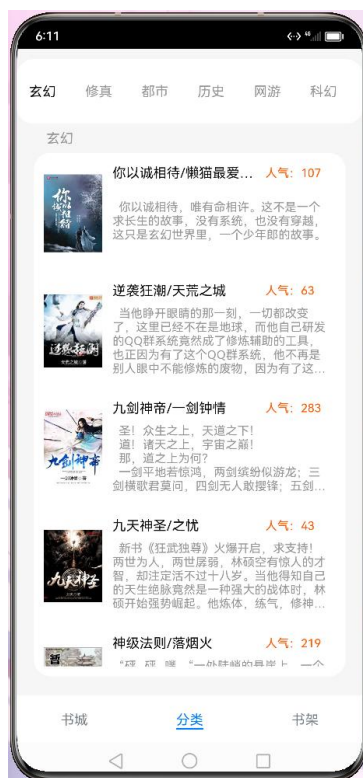 6:11
玄幻 修真 都市 历史 网游 科幻
玄幻
你以诚相待/懒猫最爱... 人气: 107
你以诚相待，唯有命相许。这不是一个
求长生的故事，没有系统，也没有穿越，
这只是玄幻世界里，一个少年郎的故事。
逆袭狂潮/天荒之城 人气: 63
当他睁开眼睛的那一刻，一切都改变
了，这里已经不在是地球，而他自己研发
的QQ群系统竟然成了修炼辅助的工具，
也正因为有了这个QQ群系统，他不再是
别人眼中不能修炼的废物，因为有了这...
九剑神帝/一剑钟情 人气: 283
圣！众生之上，天道之下！
道！诸天之上，宇宙之巅！
那，道之上为何？
一剑平地若惊鸿，两剑缤纷似游龙；三
剑横歌君莫问，四剑无人敢撄锋；五剑...
九剑神帝
九天神圣/之忧 人气: 43
新书《狂武独尊》火爆开启，求支持！
两世为人，两世孱弱，林硕空有惊人的才
智，却注定活不过十八岁。当他得知自己
的天生绝脉竟然是一种强大的战体时，林
硕开始强势崛起。他炼体，练气，修神...
九天神圣
神级法则/落烟火 人气: 219
书城 分类 书架